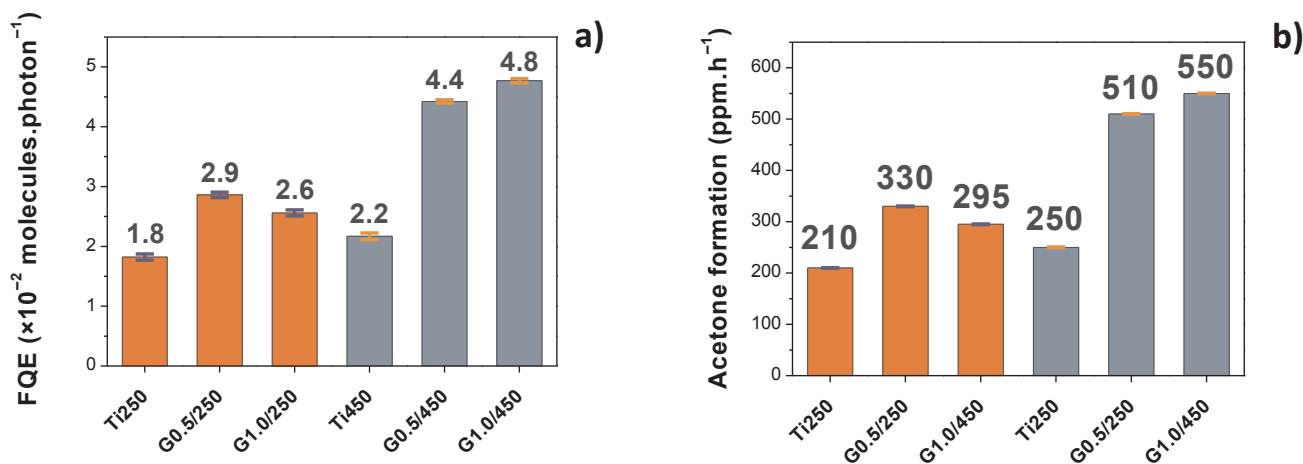 a)
FQE (×10⁻² molecules.photon⁻¹)
5
4
3
2
1
0
1.8
2.9
2.6
2.2
4.4
4.8
Ti250
G0.5/250
G1.0/250
Ti450
G0.5/450
G1.0/450
b)
Acetone formation (ppm.h⁻¹)
600
500
400
300
200
100
0
210
330
295
250
510
550
Ti250
G0.5/250
G1.0/450
Ti250
G0.5/250
G1.0/450